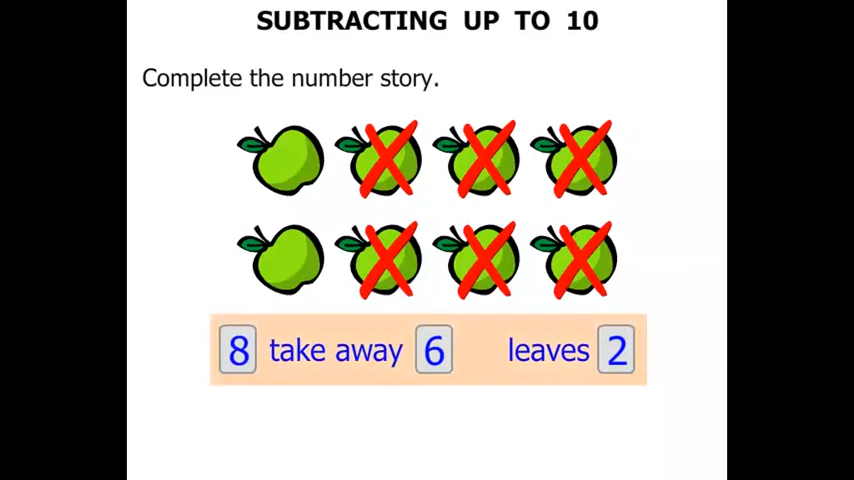 SUBTRACTING UP TO 10
Complete the number story.
8 take away 6 leaves 2